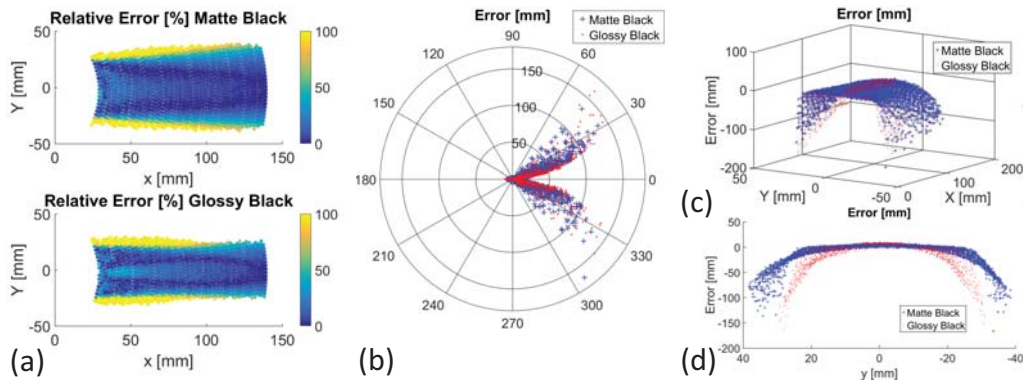 Relative Error [%] Matte Black
50
0
-50
Y [mm]
0
50
100
150
x [mm]
100
50
0
Relative Error [%] Glossy Black
50
0
-50
Y [mm]
0
50
100
150
x [mm]
100
50
0
(a)
Error [mm]
Matte Black
Glossy Black
90
120
60
150
30
180
0
210
330
240
300
270
150
100
50
(b)
Error [mm]
Matte Black
Glossy Black
100
0
-100
-200
Error [mm]
50
0
-50
Y [mm]
0
100
200
X [mm]
(c)
Error [mm]
50
0
-50
-100
-150
-200
Error [mm]
Matte Black
Glossy Black
40
20
0
-20
-40
y [mm]
(d)